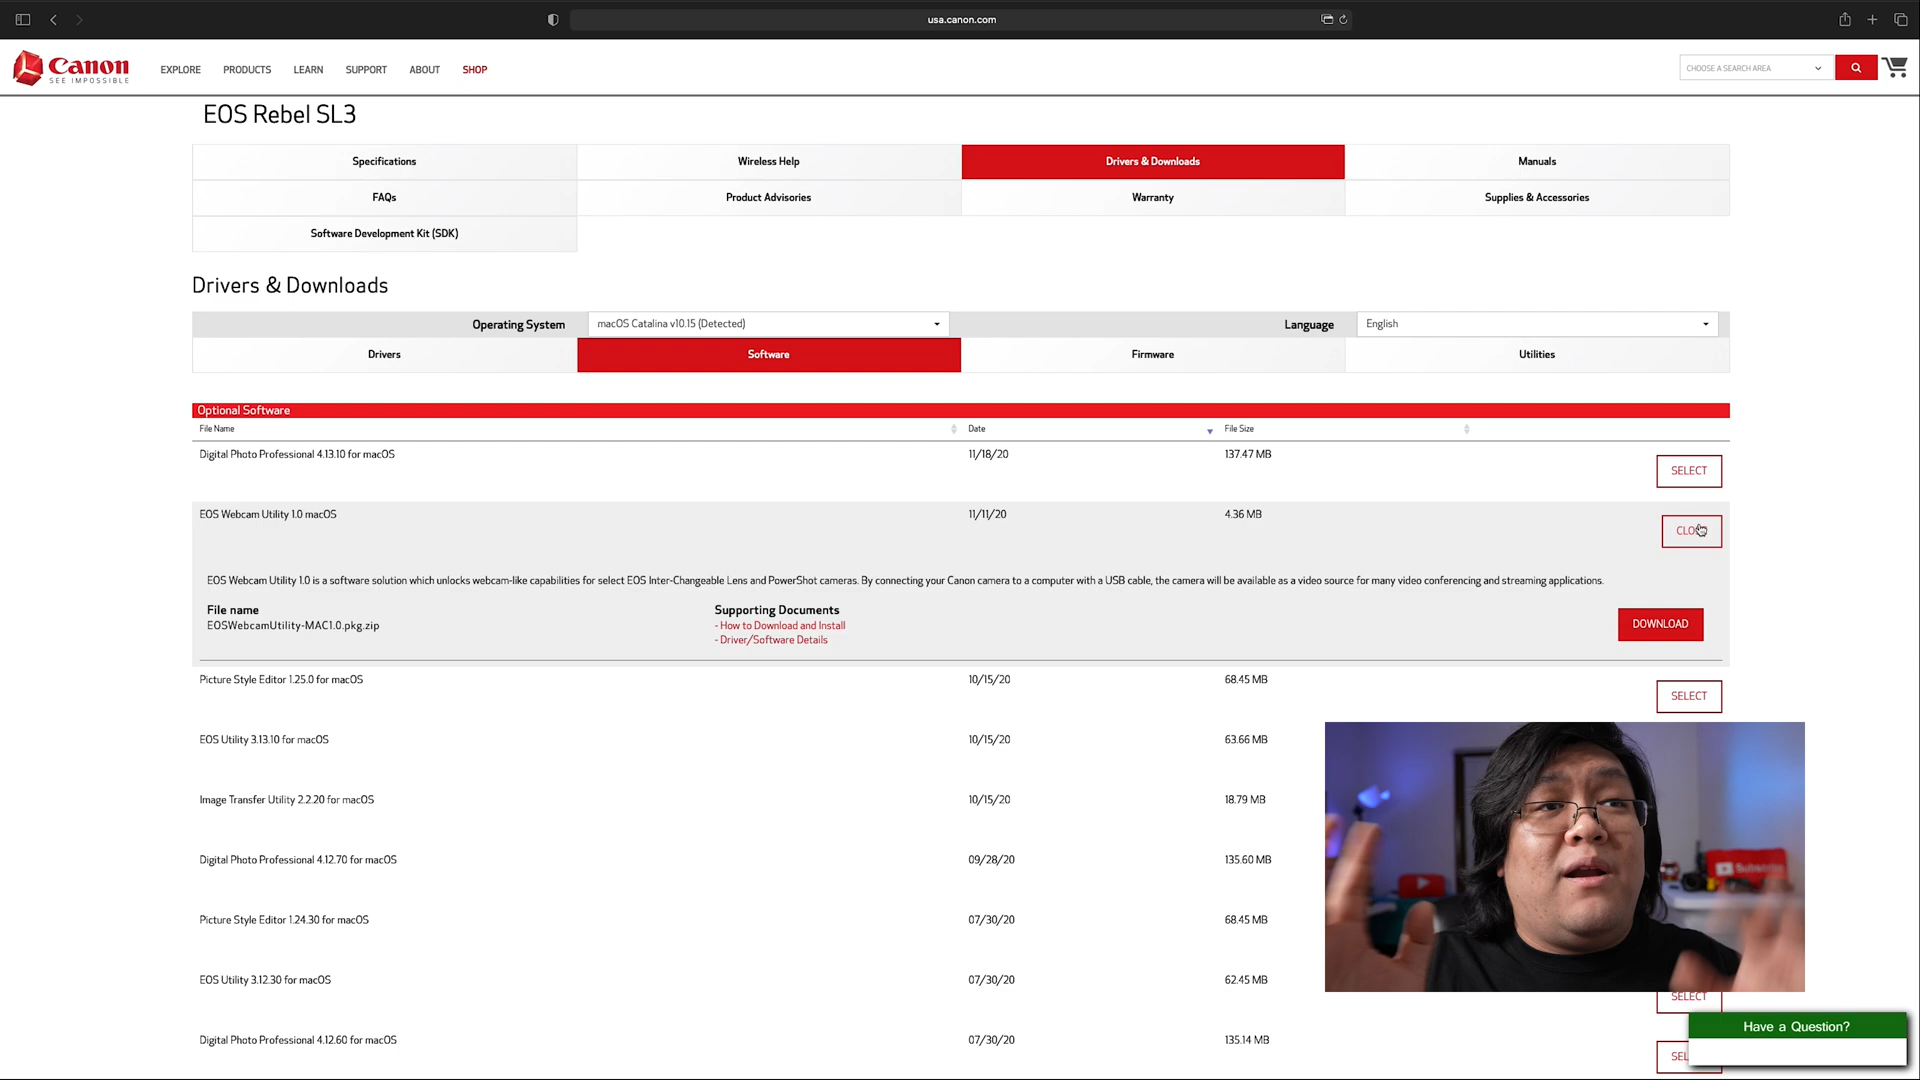 usa.canon.com
Canon
SEE IMPOSSIBLE
EXPLORE PRODUCTS LEARN SUPPORT ABOUT SHOP
CHOOSE A SEARCH AREA
EOS Rebel SL3
Specifications Wireless Help Drivers & Downloads Manuals
FAQs Product Advisories Warranty Supplies & Accessories
Software Development Kit (SDK)
Drivers & Downloads
Operating System macOS Catalina v10.15 (Detected) Language English
Drivers Software Firmware Utilities
Optional Software
File Name Date File Size
Digital Photo Professional 4.13.10 for macOS 11/18/20 137.47 MB
SELECT
EOS Webcam Utility 1.0 macOS 11/11/20 4.36 MB
EOS Webcam Utility 1.0 is a software solution which unlocks webcam-like capabilities for select EOS Inter-Changeable Lens and PowerShot cameras. By connecting your Canon camera to a computer with a USB cable, the camera will be available as a video source for many video conferencing and streaming applications.
File name Supporting Documents
EOSWebcamUtility-MAC1.0.pkg.zip - How to Download and Install DOWNLOAD
- Driver/Software Details
Picture Style Editor 1.25.0 for macOS 10/15/20 68.45 MB
SELECT
EOS Utility 3.13.10 for macOS 10/15/20 63.66 MB
Image Transfer Utility 2.2.20 for macOS 10/15/20 18.79 MB
Digital Photo Professional 4.12.70 for macOS 09/28/20 135.60 MB
Subscribe
Picture Style Editor 1.24.30 for macOS 07/30/20 68.45 MB
EOS Utility 3.12.30 for macOS 07/30/20 62.45 MB
SELECT
Have a Question?
Digital Photo Professional 4.12.60 for macOS 07/30/20 135.14 MB